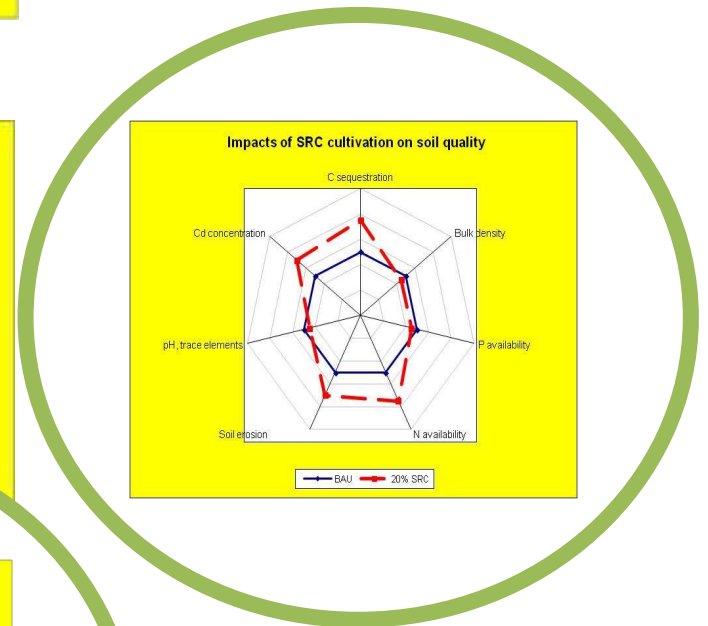 Impacts of SRC cultivation on soil quality
C sequestration
Cd concentration
Bulk density
pH, trace elements
P availability
Soil erosion
N availability
BAU
20% SRC